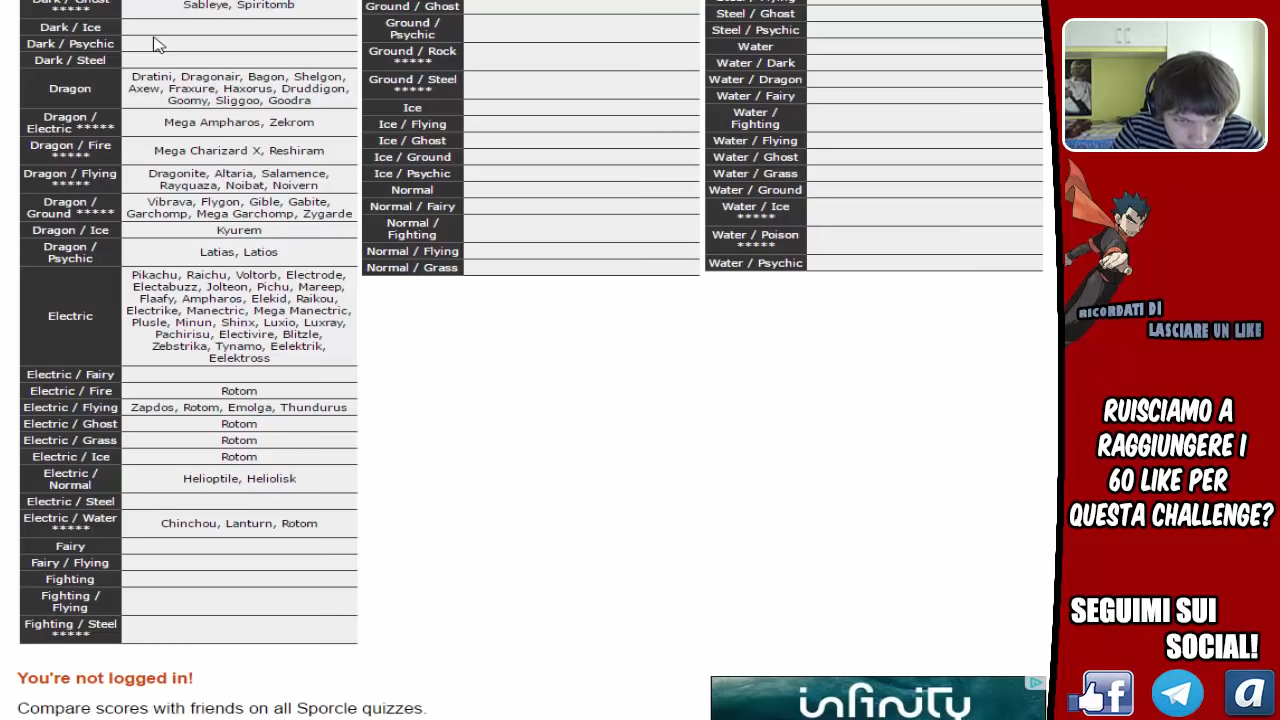 Dark / Ghost
*****
Sableye, Spiritomb
Dark / Ice
Dark / Psychic
Dark / Steel
Dragon
Dratini, Dragonair, Bagon, Shelgon,
Axew, Fraxure, Haxorus, Druddigon,
Goomy, Sliggoo, Goodra
Dragon /
Electric *****
Mega Ampharos, Zekrom
Dragon / Fire
*****
Mega Charizard X, Reshiram
Dragon / Flying
*****
Dragonite, Altaria, Salamence,
Rayquaza, Noibat, Noivern
Dragon /
Ground *****
Vibrava, Flygon, Gible, Gabite,
Garchomp, Mega Garchomp, Zygarde
Dragon / Ice
Kyurem
Dragon /
Psychic
Latias, Latios
Electric
Pikachu, Raichu, Voltorb, Electrode,
Electabuzz, Jolteon, Pichu, Mareep,
Flaafy, Ampharos, Elekid, Raikou,
Electrike, Manectric, Mega Manectric,
Plusle, Minun, Shinx, Luxio, Luxray,
Pachirisu, Electivire, Blitzle,
Zebstrika, Tynamo, Eelektrik,
Eelektross
Electric / Fairy
Electric / Fire
Rotom
Electric / Flying
Zapdos, Rotom, Emolga, Thundurus
Electric / Ghost
Rotom
Electric / Grass
Rotom
Electric / Ice
Rotom
Electric /
Normal
Helioptile, Heliolisk
Electric / Steel
Electric / Water
*****
Chinchou, Lanturn, Rotom
Fairy
Fairy / Flying
Fighting
Fighting /
Flying
Fighting / Steel
*****
Ground / Ghost
Ground /
Psychic
Ground / Rock
*****
Ground / Steel
*****
Ice
Ice / Flying
Ice / Ghost
Ice / Ground
Ice / Psychic
Normal
Normal / Fairy
Normal /
Fighting
Normal / Flying
Normal / Grass
Steel / Ghost
Steel / Psychic
Water
Water / Dark
Water / Dragon
Water / Fairy
Water /
Fighting
Water / Flying
Water / Ghost
Water / Grass
Water / Ground
Water / Ice
*****
Water / Poison
*****
Water / Psychic
You're not logged in!
Compare scores with friends on all Sporcle quizzes.
infinity
RICORDATI DI
LASCIARE UN LIKE
RUISCIAMO A
RAGGIUNGERE I
60 LIKE PER
QUESTA CHALLENGE?
SEGUIMI SUI
SOCIAL!
f
a